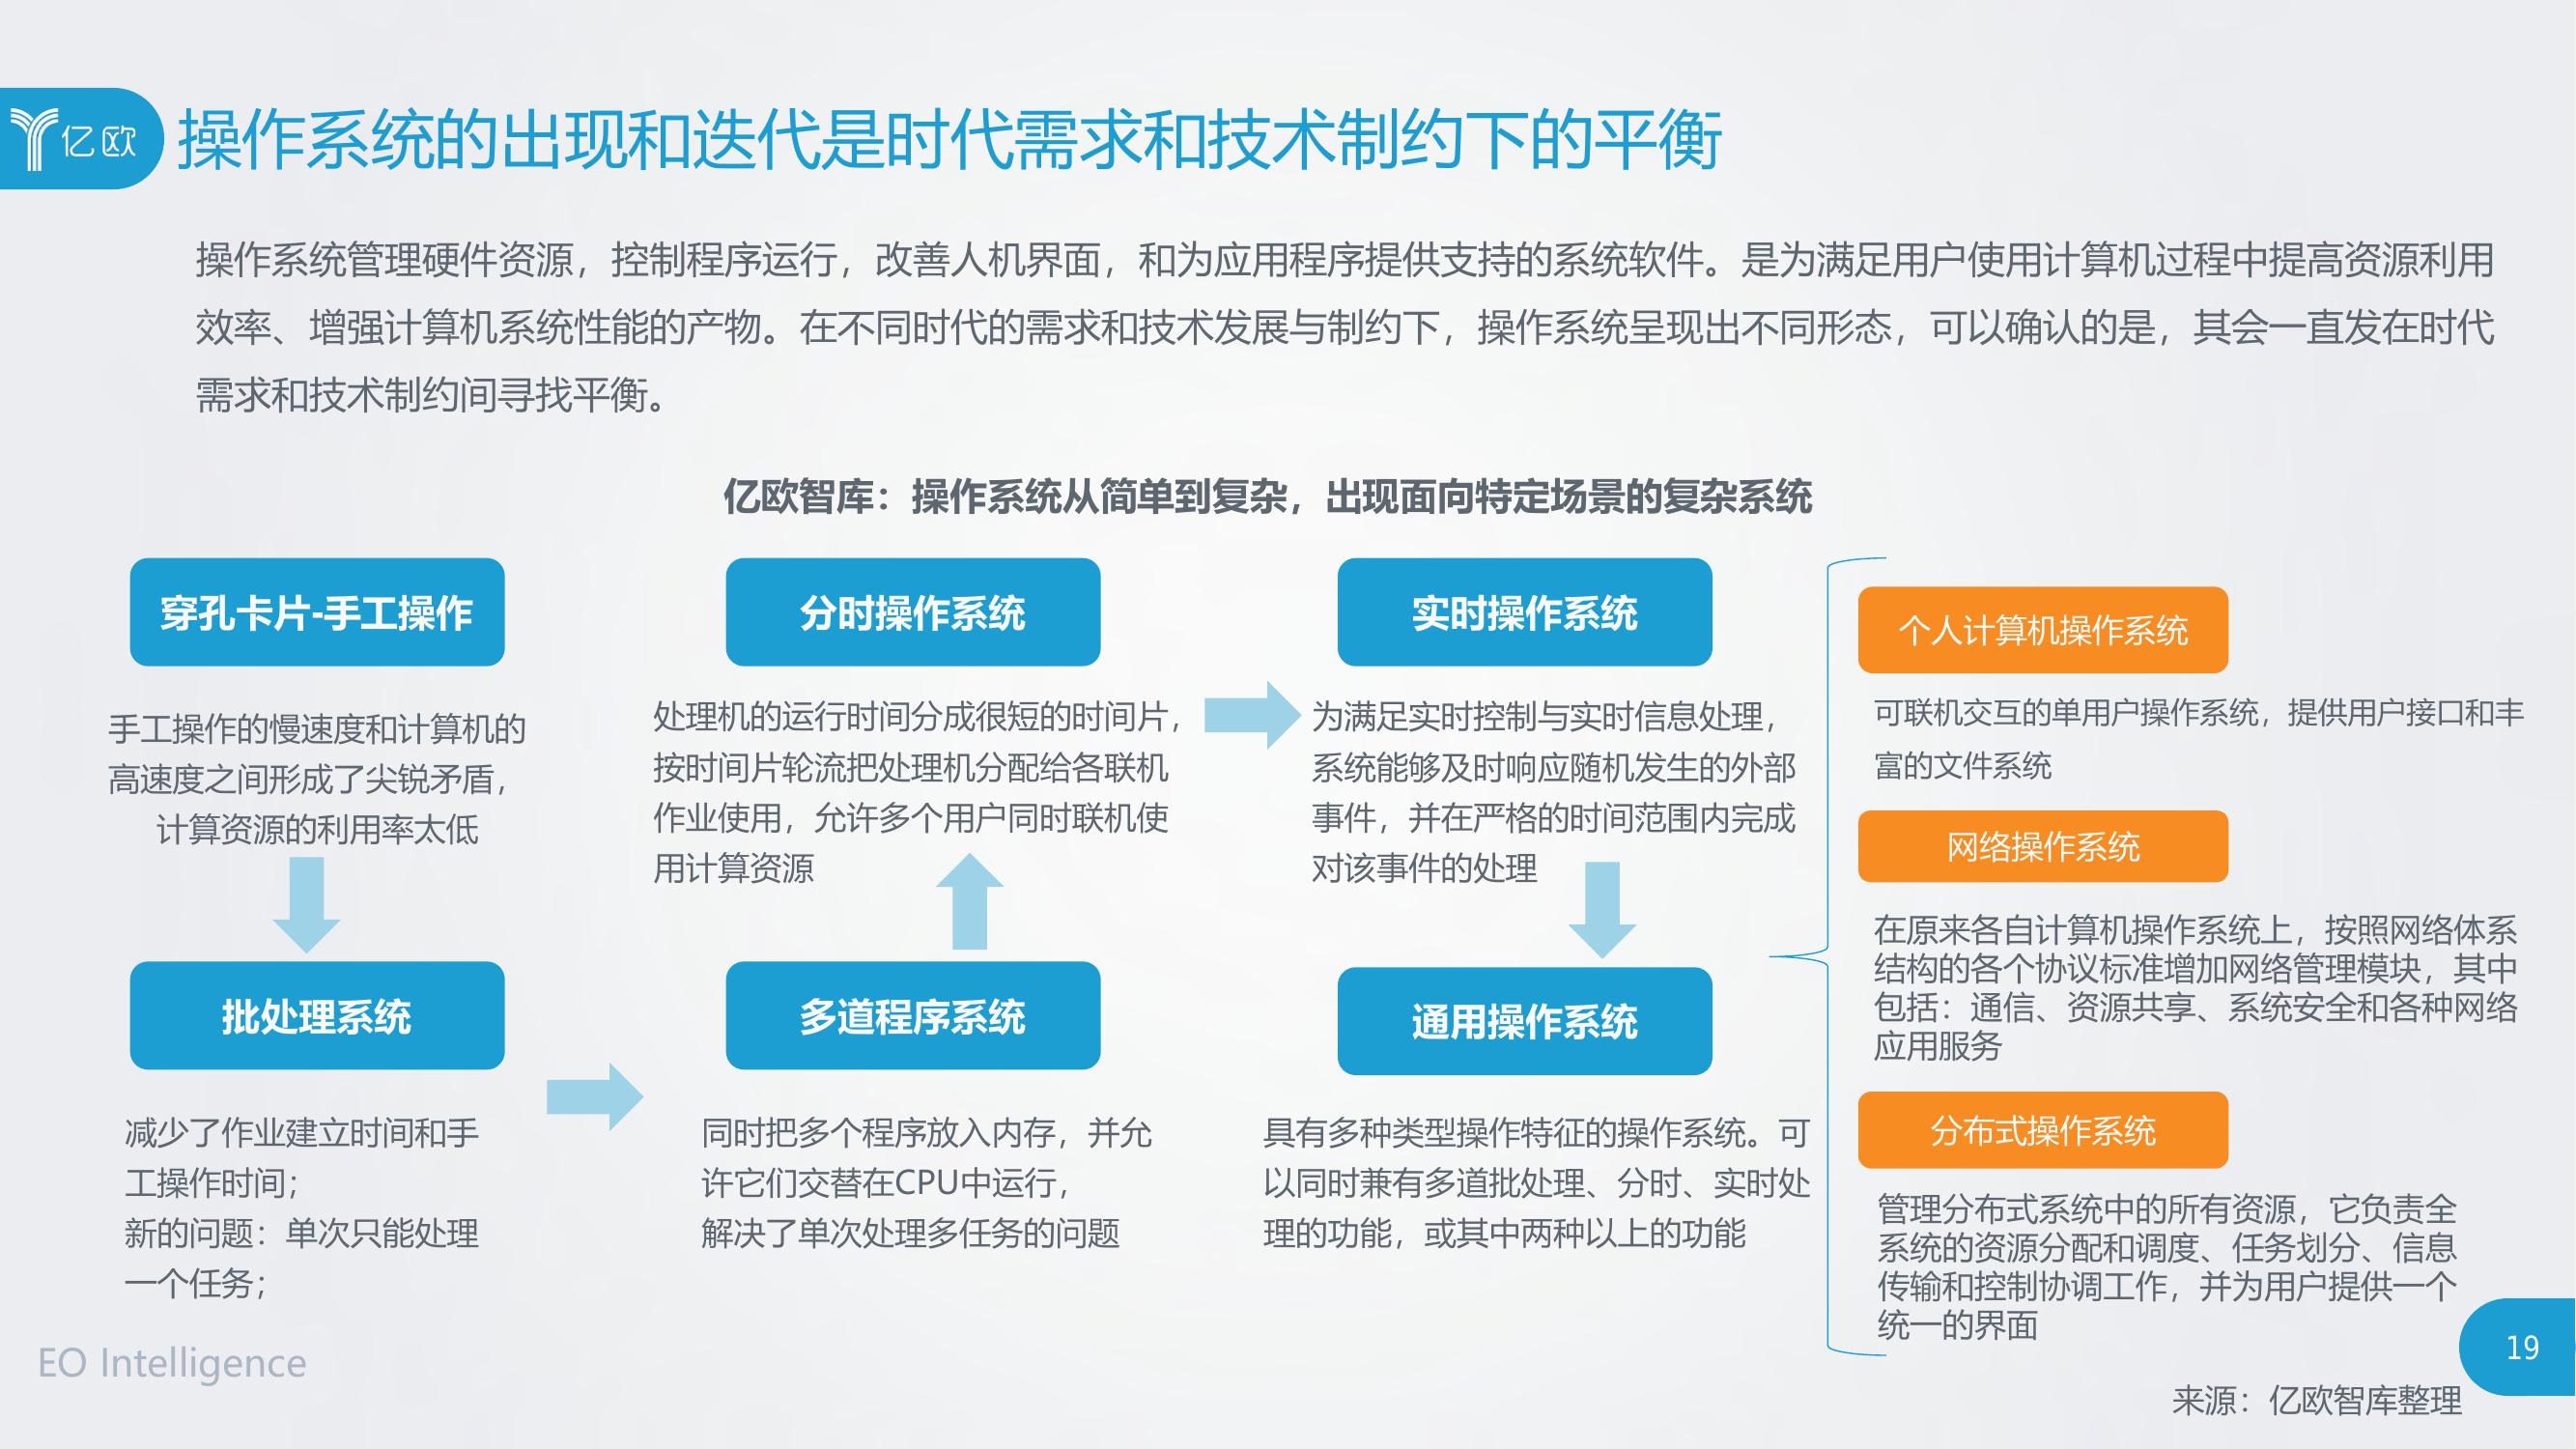 亿欧
操作系统的出现和迭代是时代需求和技术制约下的平衡
操作系统管理硬件资源，控制程序运行，改善人机界面，和为应用程序提供支持的系统软件。是为满足用户使用计算机过程中提高资源利用
效率、增强计算机系统性能的产物。在不同时代的需求和技术发展与制约下，操作系统呈现出不同形态，可以确认的是，其会一直发在时代
需求和技术制约间寻找平衡。
亿欧智库：操作系统从简单到复杂，出现面向特定场景的复杂系统
穿孔卡片-手工操作
手工操作的慢速度和计算机的
高速度之间形成了尖锐矛盾，
计算资源的利用率太低
批处理系统
减少了作业建立时间和手
工操作时间；
新的问题：单次只能处理
一个任务；
多道程序系统
同时把多个程序放入内存，并允
许它们交替在CPU中运行，
解决了单次处理多任务的问题
分时操作系统
处理机的运行时间分成很短的时间片，
按时间片轮流把处理机分配给各联机
作业使用，允许多个用户同时联机使
用计算资源
实时操作系统
为满足实时控制与实时信息处理，
系统能够及时响应随机发生的外部
事件，并在严格的时间范围内完成
对该事件的处理
通用操作系统
具有多种类型操作特征的操作系统。可
以同时兼有多道批处理、分时、实时处
理的功能，或其中两种以上的功能
个人计算机操作系统
可联机交互的单用户操作系统，提供用户接口和丰
富的文件系统
网络操作系统
在原来各自计算机操作系统上，按照网络体系
结构的各个协议标准增加网络管理模块，其中
包括：通信、资源共享、系统安全和各种网络
应用服务
分布式操作系统
管理分布式系统中的所有资源，它负责全
系统的资源分配和调度、任务划分、信息
传输和控制协调工作，并为用户提供一个
统一的界面
EO Intelligence
19
来源：亿欧智库整理